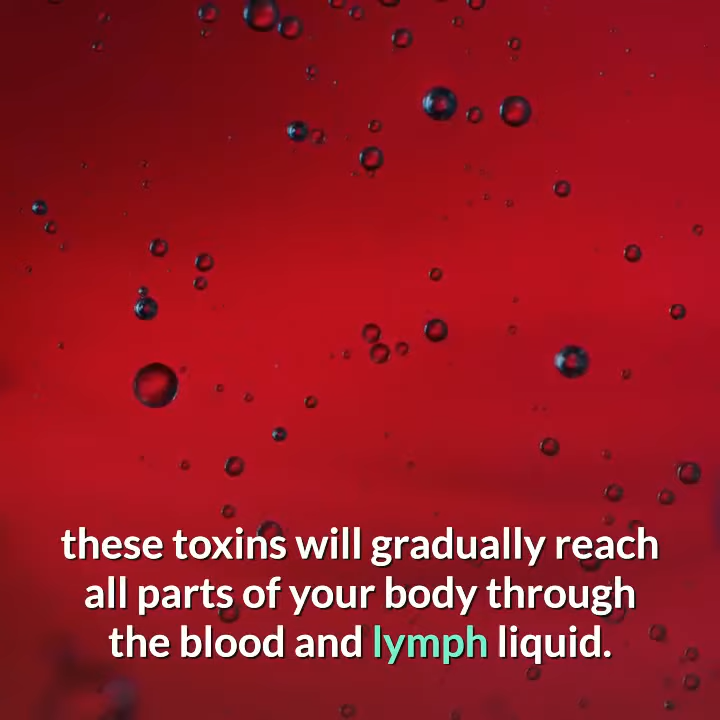 these toxins will gradually reach
all parts of your body through
the blood and lymph liquid.